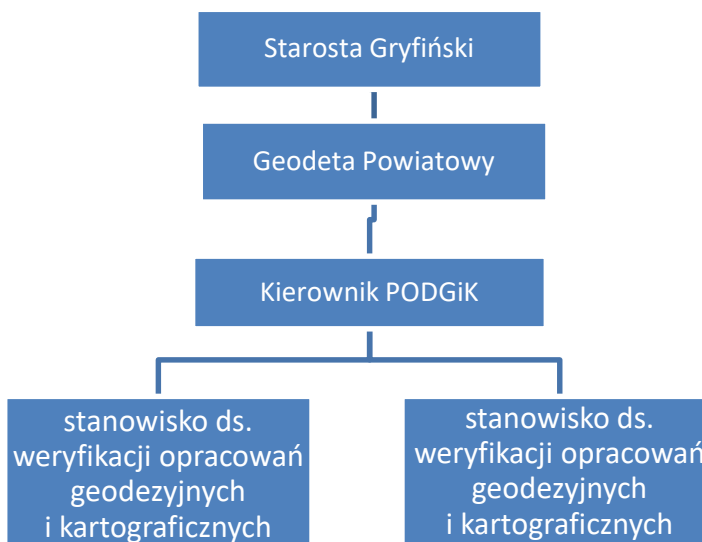 Starosta Gryfiński
Geodeta Powiatowy
Kierownik PODGiK
stanowisko ds.
weryfikacji opracowań
geodezyjnych
i kartograficznych
stanowisko ds.
weryfikacji opracowań
geodezyjnych
i kartograficznych